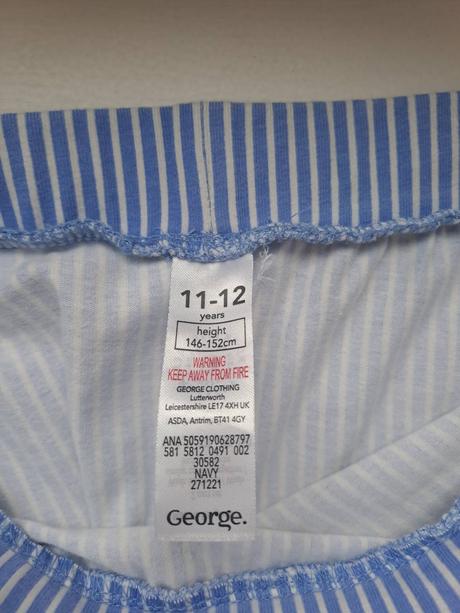 11-12
years
height
146-152cm
WARNING
KEEP AWAY FROM FIRE
GEORGE CLOTHING
Lutterworth
Leicestershire LE17 4XH UK
ASDA, Antrim, BT41 4GY
ANA 5059190628797
581 5812 0491 002
30582
NAVY
271221
George.